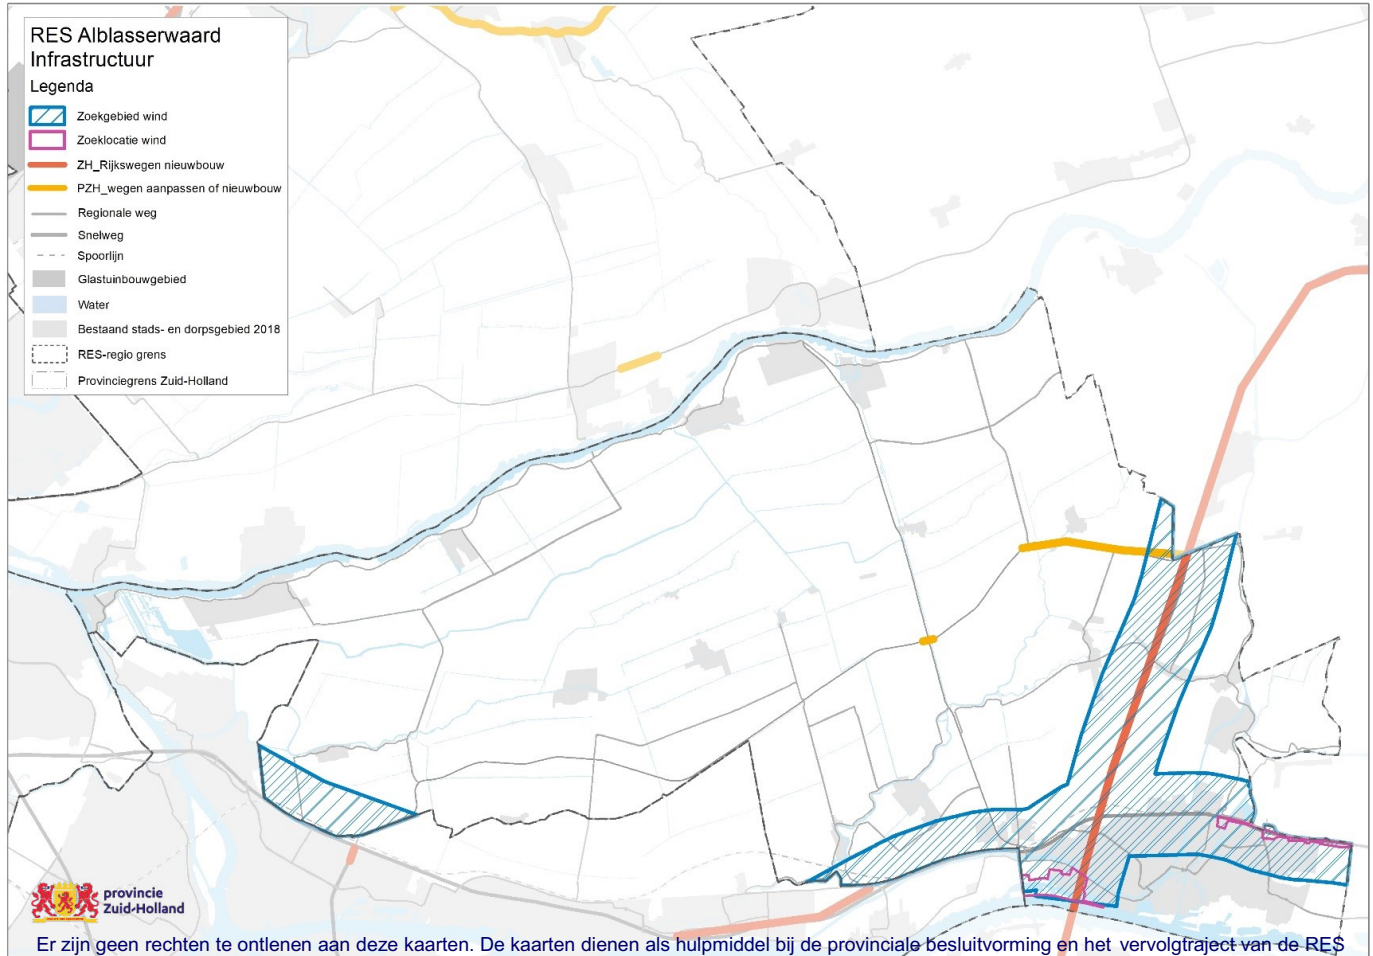 RES Alblasserwaard
Infrastructuur
Legenda
Zoekgebied wind
Zoeklocatie wind
ZH_Rijkswegen nieuwbouw
PZH_wegen aanpassen of nieuwbouw
Regionale weg
Snelweg
Spoorlijn
Glastuinbouwgebied
Water
Bestaand stads- en dorpsgebied 2018
RES-regio grens
Provinciegrens Zuid-Holland
provincie
Zuid-Holland
Er zijn geen rechten te ontlenen aan deze kaarten. De kaarten dienen als hulpmiddel bij de provinciale besluitvorming en het vervolgtraject van de RES